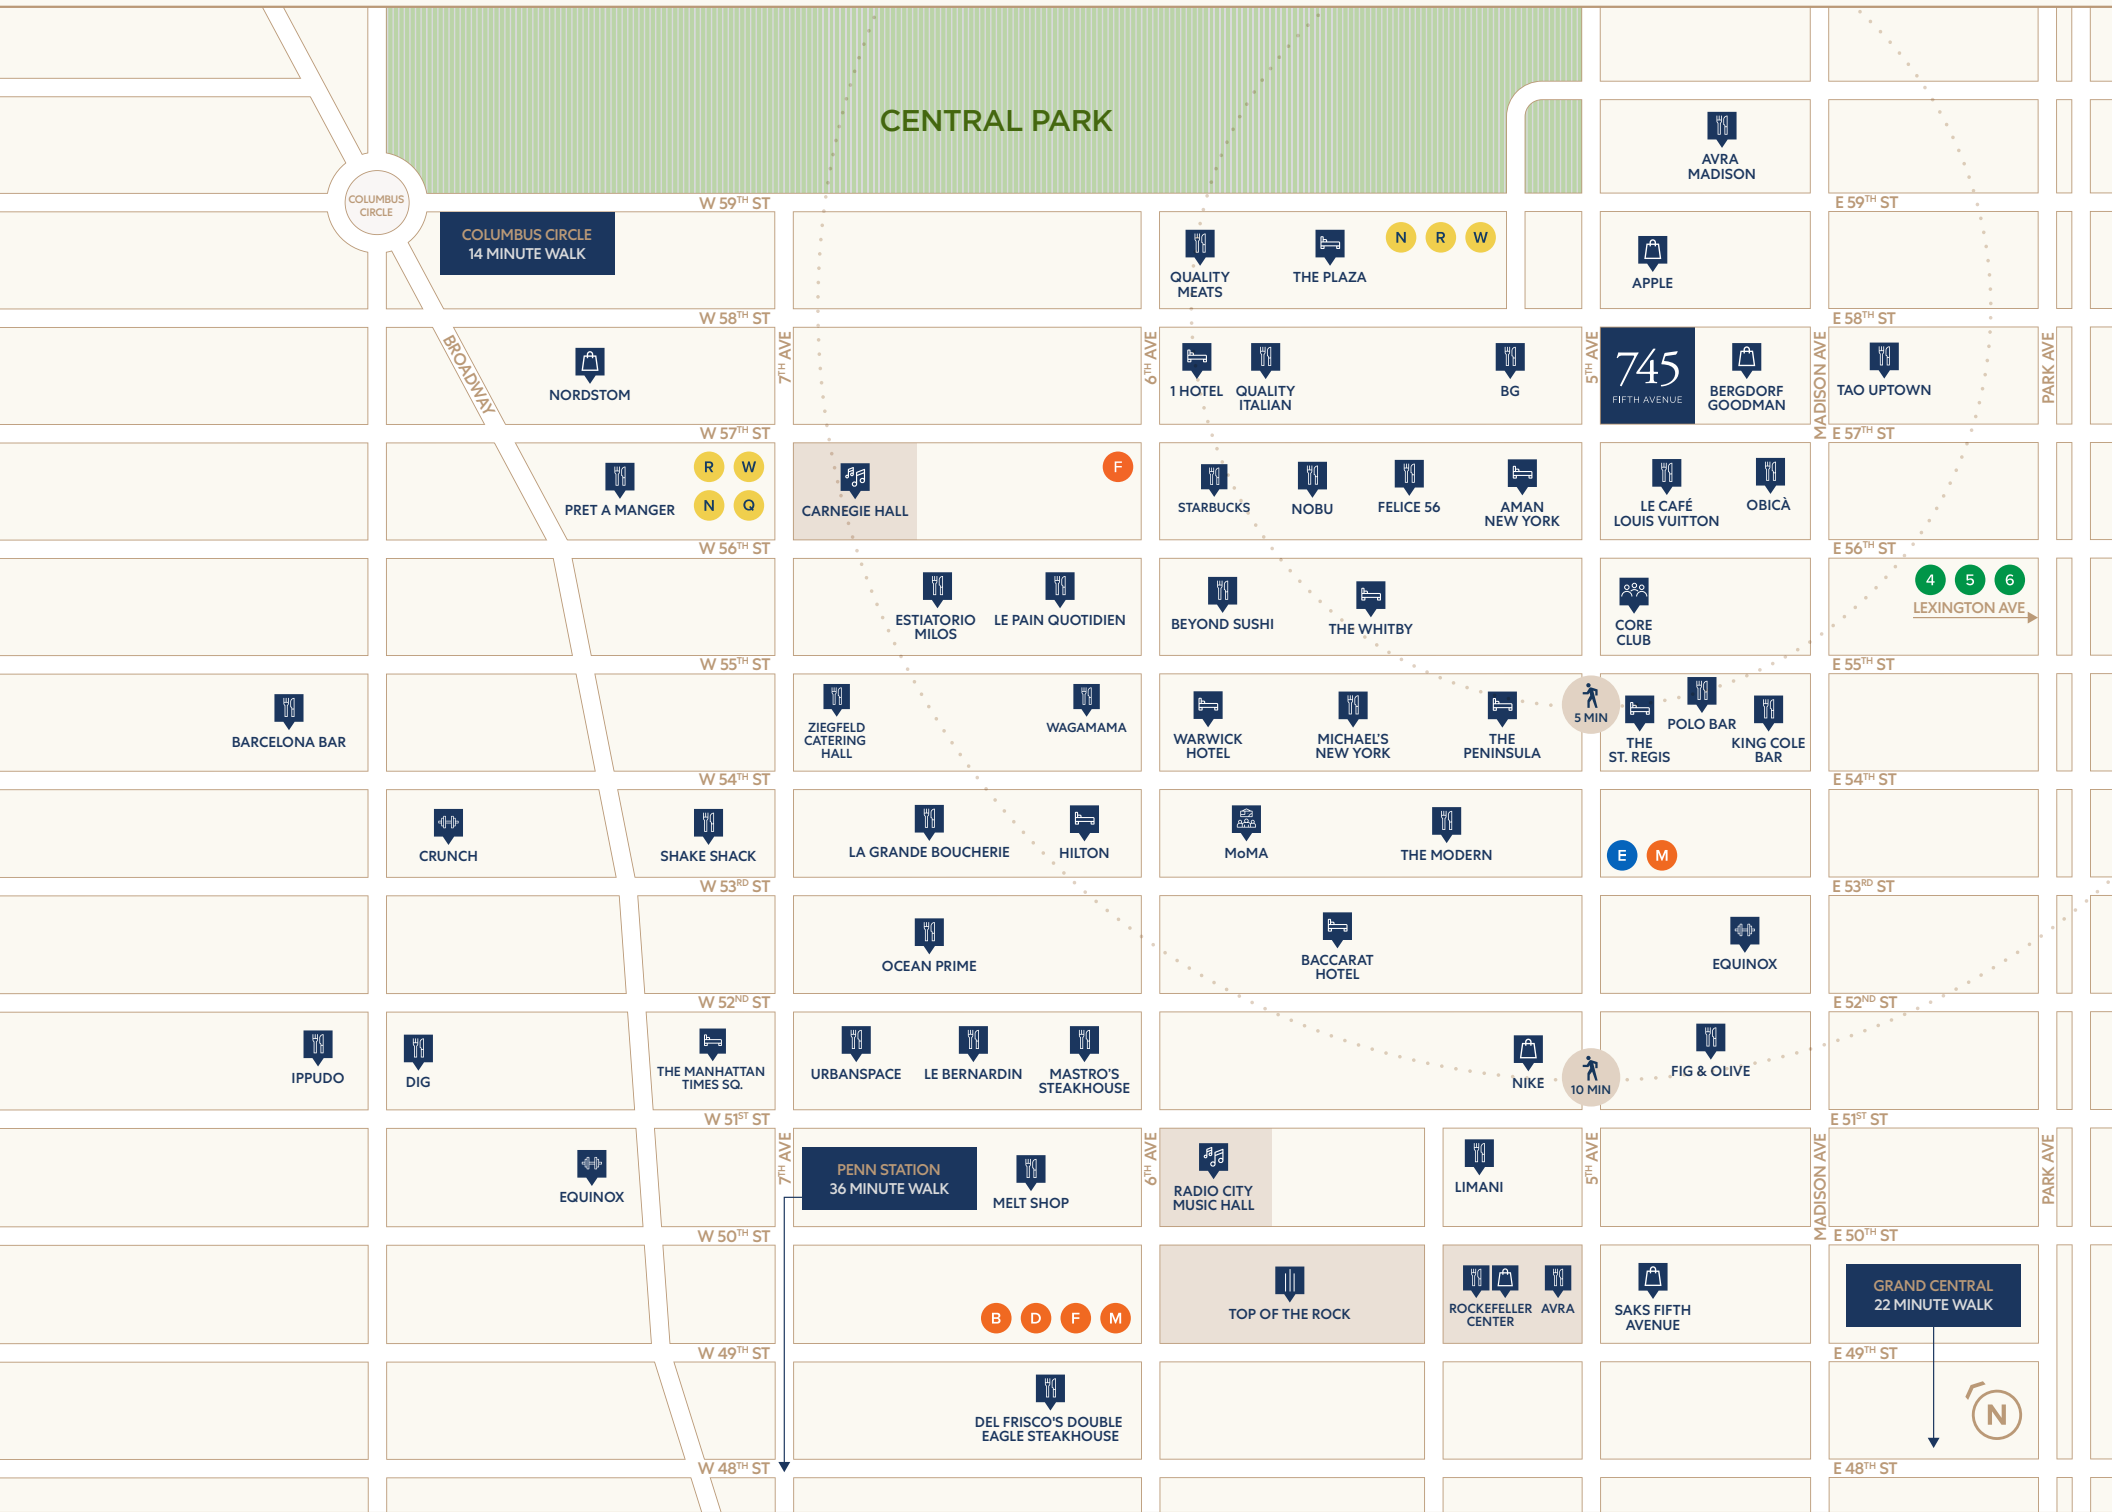 CENTRAL PARK
AVRA
MADISON
COLUMBUS
CIRCLE
W 59TH ST
E 59TH ST
COLUMBUS CIRCLE
14 MINUTE WALK
QUALITY
MEATS
THE PLAZA
N R W
APPLE
W 58TH ST
E 58TH ST
BROADWAY
7TH AVE
6TH AVE
5TH AVE
MADISON AVE
PARK AVE
NORDSTOM
1 HOTEL
QUALITY
ITALIAN
BG
745
FIFTH AVENUE
BERGDORF
GOODMAN
TAO UPTOWN
W 57TH ST
E 57TH ST
PRET A MANGER
R W
N Q
CARNEGIE HALL
F
STARBUCKS
NOBU
FELICE 56
AMAN
NEW YORK
LE CAFÉ
LOUIS VUITTON
OBICÀ
W 56TH ST
E 56TH ST
ESTIATORIO
MILOS
LE PAIN QUOTIDIEN
BEYOND SUSHI
THE WHITBY
CORE
CLUB
4 5 6
LEXINGTON AVE
W 55TH ST
E 55TH ST
BARCELONA BAR
ZIEGFELD
CATERING
HALL
WAGAMAMA
WARWICK
HOTEL
MICHAEL'S
NEW YORK
THE
PENINSULA
5 MIN
THE
ST. REGIS
POLO BAR
KING COLE
BAR
W 54TH ST
E 54TH ST
CRUNCH
SHAKE SHACK
LA GRANDE BOUCHERIE
HILTON
MoMA
THE MODERN
E M
W 53RD ST
E 53RD ST
OCEAN PRIME
BACCARAT
HOTEL
EQUINOX
W 52ND ST
E 52ND ST
IPPUDO
DIG
THE MANHATTAN
TIMES SQ.
URBANSPACE
LE BERNARDIN
MASTRO'S
STEAKHOUSE
NIKE
10 MIN
FIG & OLIVE
W 51ST ST
E 51ST ST
7TH AVE
6TH AVE
5TH AVE
MADISON AVE
PARK AVE
EQUINOX
PENN STATION
36 MINUTE WALK
MELT SHOP
RADIO CITY
MUSIC HALL
LIMANI
W 50TH ST
E 50TH ST
B D F M
TOP OF THE ROCK
ROCKEFELLER
CENTER
AVRA
SAKS FIFTH
AVENUE
GRAND CENTRAL
22 MINUTE WALK
W 49TH ST
E 49TH ST
DEL FRISCO'S DOUBLE
EAGLE STEAKHOUSE
N
W 48TH ST
E 48TH ST